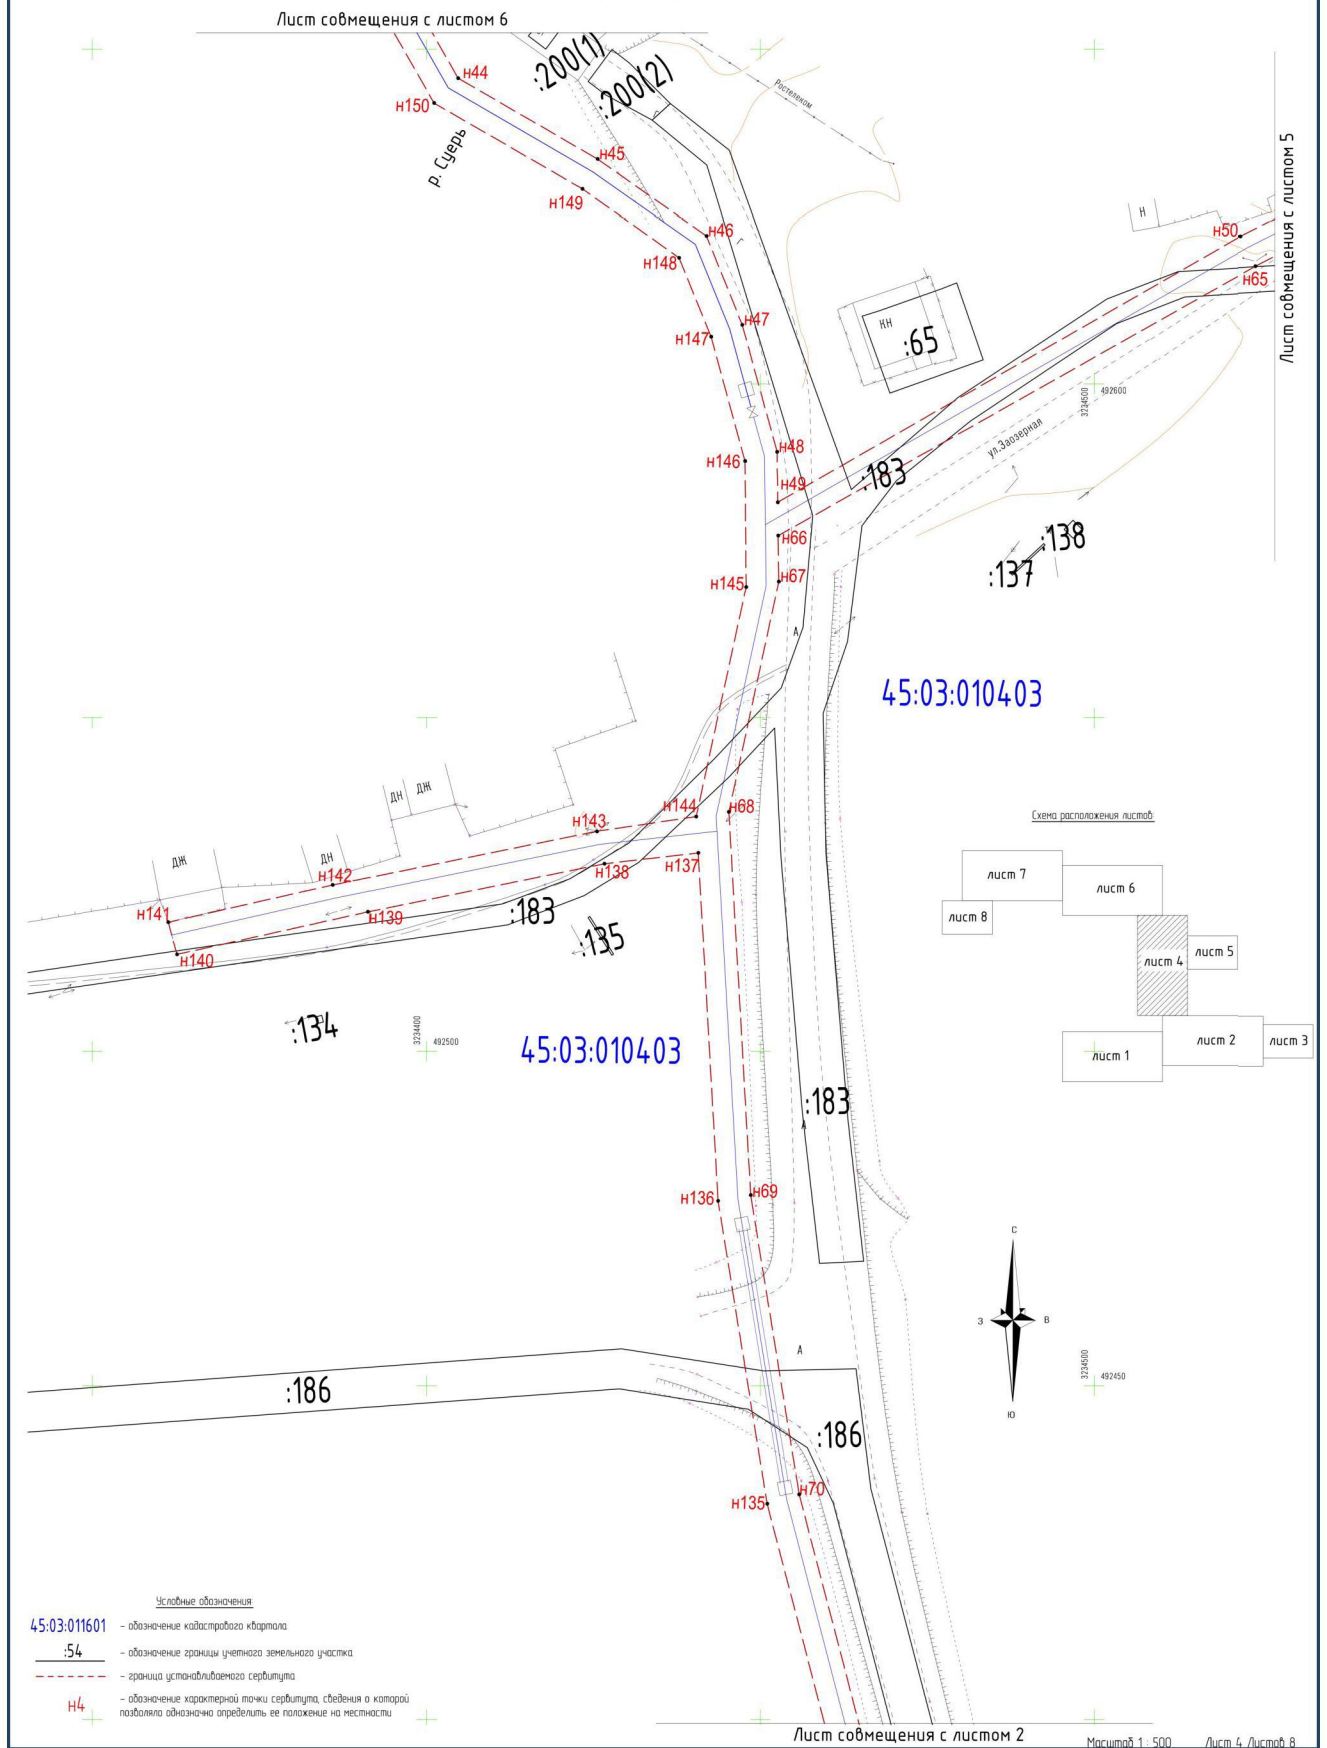 Лист совмещения с листом 6
:200(1)
:200(2)
Ростелеком
н44
н150
р. Суерь
н45
н149
н46
н148
Н
н50
н65
Лист совмещения с листом 5
н47
н147
КН
:65
3234500
492600
ул.Заозерная
н48
н146
н49
:183
н66
:138
н67
:137
н145
А
45:03:010403
ДН
ДЖ
н144
н68
н143
Схема расположения листов
ДЖ
ДН
н137
н138
лист 7
лист 6
н142
н141
н139
:183
лист 8
:135
н140
лист 4
лист 5
:134
3234400
492500
45:03:010403
лист 1
лист 2
лист 3
:183
А
н136
н69
С
З
В
Ю
А
3234500
492450
:186
:186
н135
н70
Условные обозначения
45:03:011601
- обозначение кадастрового квартала
:54
- обозначение границы учетного земельного участка
- граница устанавливаемого сервитута
Н4
- обозначение характерной точки сервитута, сведения о которой
позволяло однозначно определить ее положение на местности
Лист совмещения с листом 2
Масштаб 1 : 500
Лист 4 Листов 8